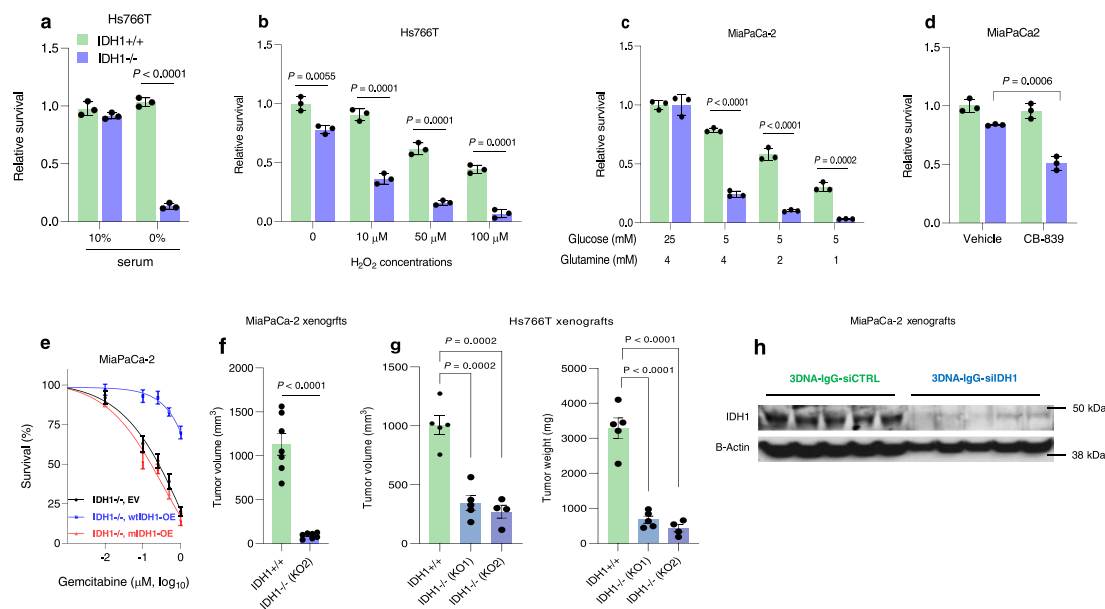 a
Hs766T
IDH1+/+
IDH1-/-
Relative survival
1.0
0.5
0.0
P < 0.0001
10%
0%
serum
b
Hs766T
Relative survival
1.5
1.0
0.5
0.0
P = 0.0055
P = 0.0001
P < 0.0001
P = 0.0001
0
10 μM
50 μM
100 μM
H₂O₂ concentrations
c
MiaPaCa-2
Relative survival
1.5
1.0
0.5
0.0
P <0.0001
P <0.0001
P = 0.0002
Glucose (mM)
25
5
5
5
Glutamine (mM)
4
4
2
1
d
MiaPaCa2
Relative survival
1.5
1.0
0.5
0.0
P = 0.0006
Vehicle
CB-839
e
MiaPaCa-2
Survival (%)
100
50
0
IDH1-/-, EV
IDH1-/-, wtIDH1-OE
IDH1-/-, mIDH1-OE
-2
-1
0
Gemcitabine (μM, log₁₀)
MiaPaCa-2 xenogrfts
f
Tumor volume (mm³)
2000
1500
1000
500
0
P < 0.0001
IDH1+/+
IDH1-/- (KO2)
Hs766T xenografts
g
Tumor volume (mm³)
1500
1000
500
0
P = 0.0002
P = 0.0002
IDH1+/+
IDH1-/- (KO1)
IDH1-/- (KO2)
Tumor weight (mg)
6000
5000
4000
3000
2000
1000
0
P < 0.0001
P <0.0001
IDH1+/+
IDH1-/- (KO1)
IDH1-/- (KO2)
MiaPaCa-2 xenografts
h
3DNA-IgG-siCTRL
3DNA-IgG-siIDH1
IDH1
50 kDa
B-Actin
38 kDa